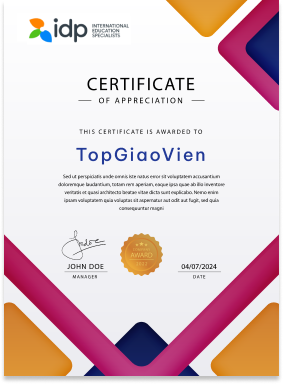 idp INTERNATIONAL
EDUCATION
SPECIALISTS
CERTIFICATE
OF APPRECIATION
THIS CERTIFICATE IS AWARDED TO
TopGiaoVien
Sed ut perspiciatis unde omnis iste natus error sit voluptatem accusantium
doloremque laudantium, totam rem aperiam, eaque ipsa quae ab illo inventore
veritatis et quasi architecto beatae vitae dicta sunt explicabo. Nemo enim
ipsam voluptatem quia voluptas sit aspernatur aut odit aut fugit, sed quia
consequuntur magni
JOHN DOE
MANAGER
AWARD
04/07/2024
DATE